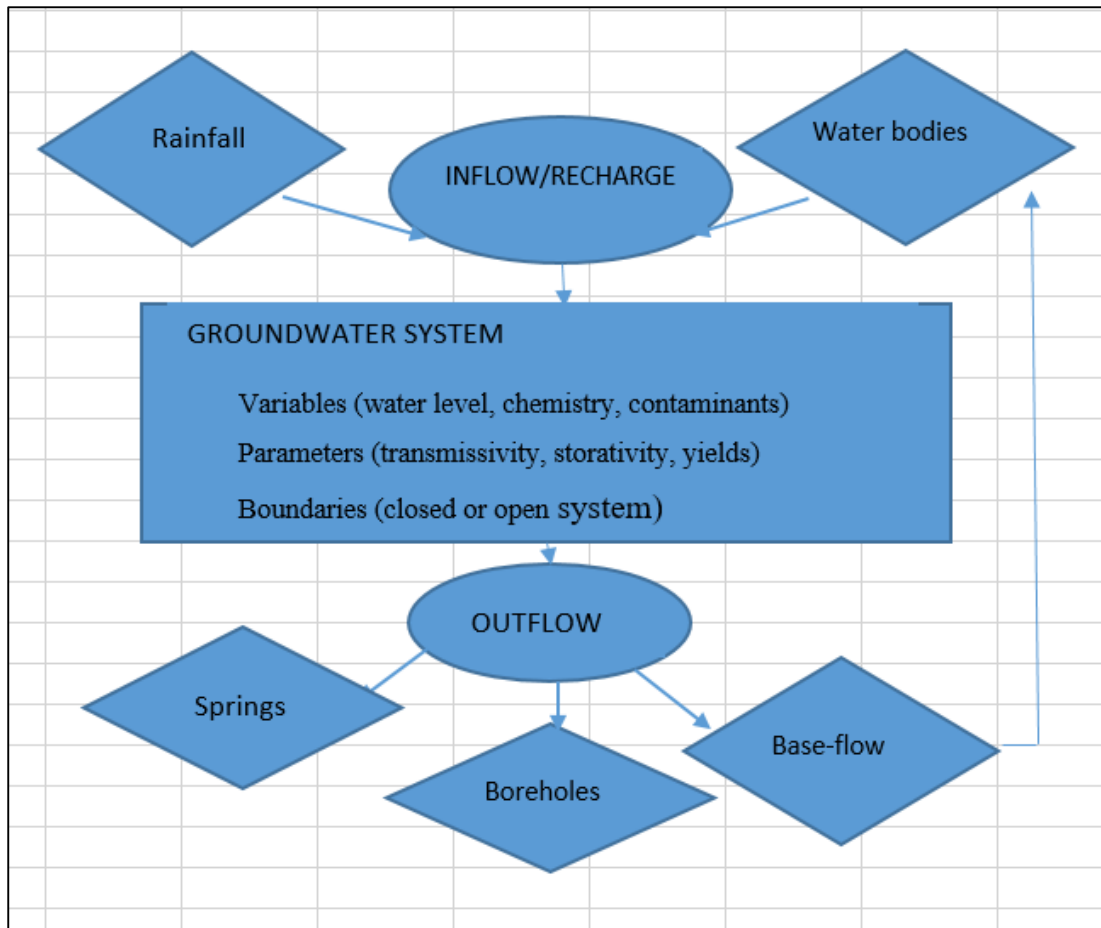 Rainfall
INFLOW/RECHARGE
Water bodies
GROUNDWATER SYSTEM
Variables (water level, chemistry, contaminants)
Parameters (transmissivity, storativity, yields)
Boundaries (closed or open system)
OUTFLOW
Springs
Boreholes
Base-flow